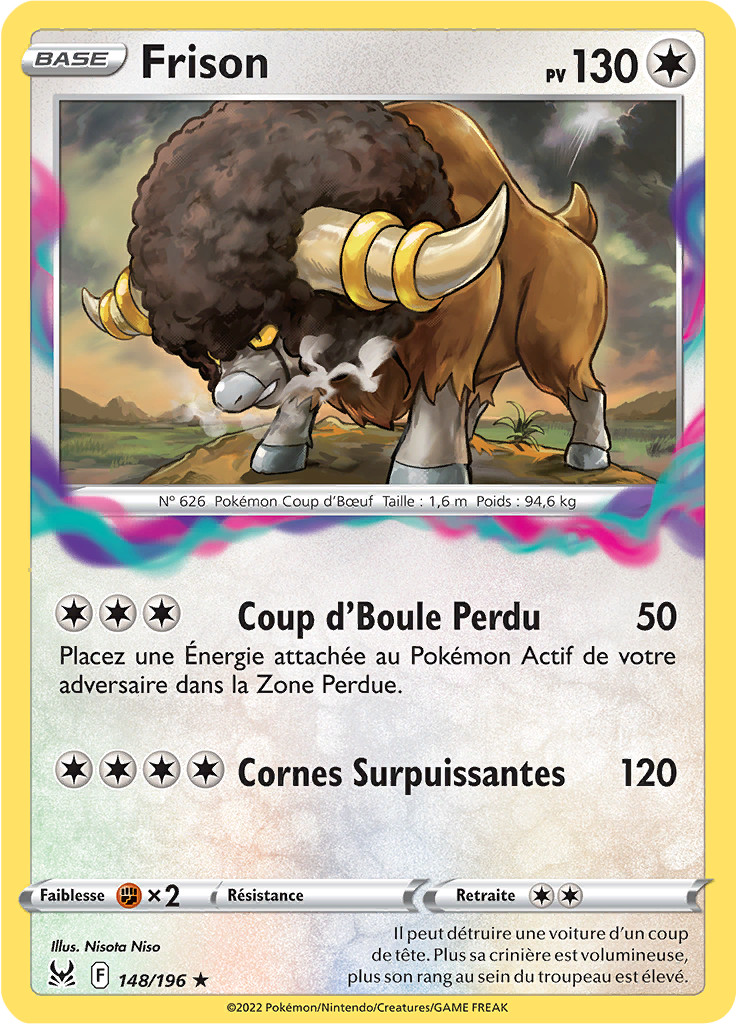 BASE Frison PV 130
N° 626 Pokémon Coup d'Bœuf Taille : 1,6 m Poids : 94,6 kg
Coup d'Boule Perdu 50
Placez une Énergie attachée au Pokémon Actif de votre
adversaire dans la Zone Perdue.
Cornes Surpuissantes 120
Faiblesse ×2 Résistance Retraite
Il peut détruire une voiture d'un coup
de tête. Plus sa crinière est volumineuse,
plus son rang au sein du troupeau est élevé.
Illus. Nisota Niso
F 148/196 ★
©2022 Pokémon/Nintendo/Creatures/GAME FREAK